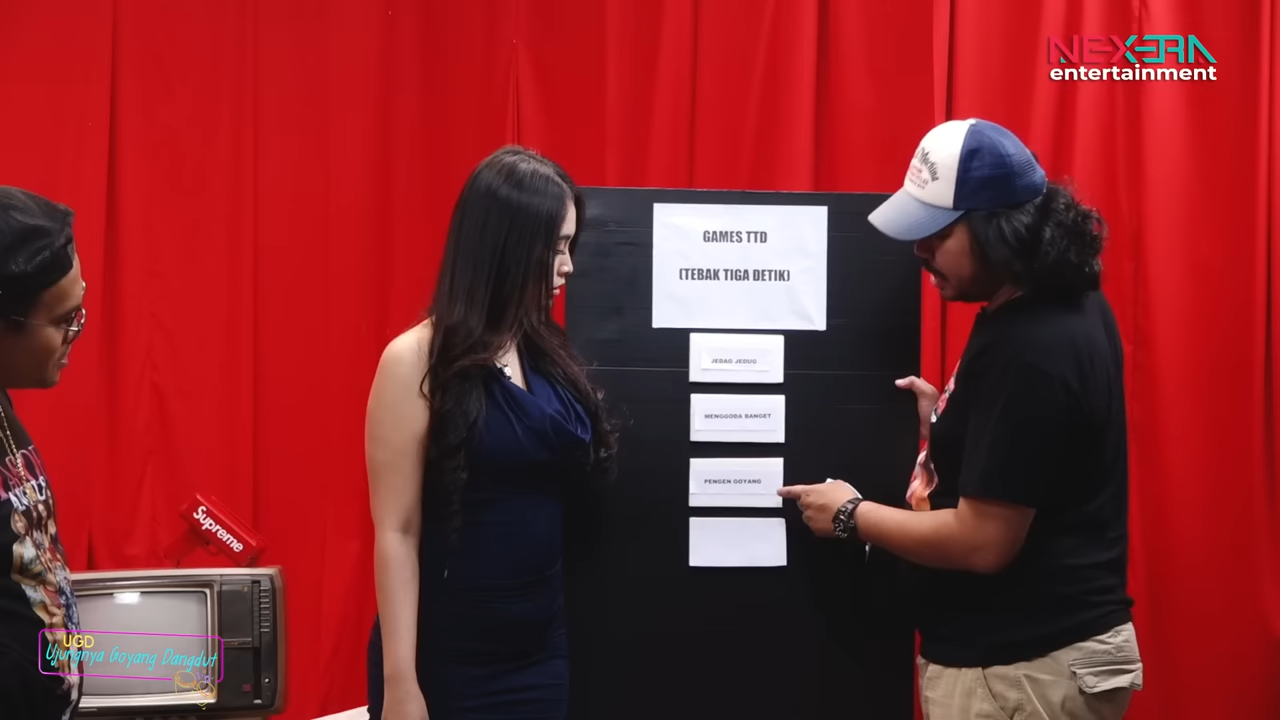 NEXERA
entertainment
GAMES TTD
(TEBAK TIGA DETIK)
JEDAG JEDUG
MENGGODA BANGET
PENGEN GOYANG
Supreme
UGD
Ujungnya Goyang Dangdut